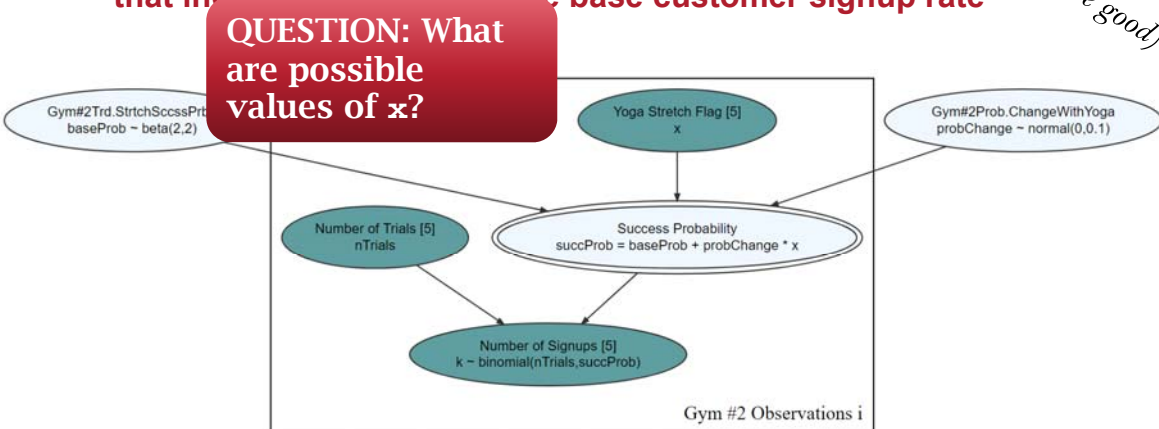 that in base customer signup rate
good)
QUESTION: What
are possible
values of x?
Gym#2Trd.StrtchSccssPrb
baseProb ~ beta(2,2)
Yoga Stretch Flag [5]
x
Gym#2Prob.ChangeWithYoga
probChange ~ normal(0,0.1)
Number of Trials [5]
nTrials
Success Probability
succProb = baseProb + probChange * x
Number of Signups [5]
k ~ binomial(nTrials,succProb)
Gym #2 Observations i